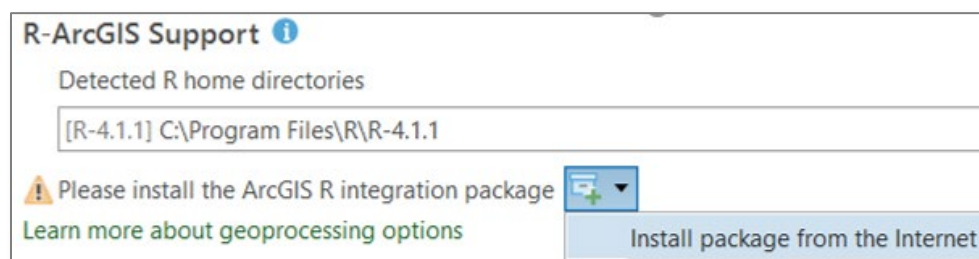 R-ArcGIS Support
Detected R home directories
[R-4.1.1] C:\Program Files\R\R-4.1.1
Please install the ArcGIS R integration package
Learn more about geoprocessing options
Install package from the Internet